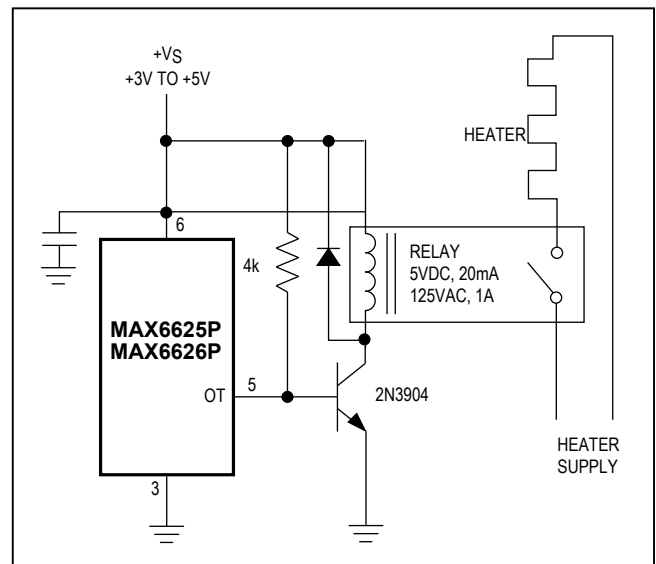 +VS
+3V TO +5V
HEATER
6
4k
RELAY
5VDC, 20mA
125VAC, 1A
MAX6625P
MAX6626P
OT
5
2N3904
3
HEATER
SUPPLY